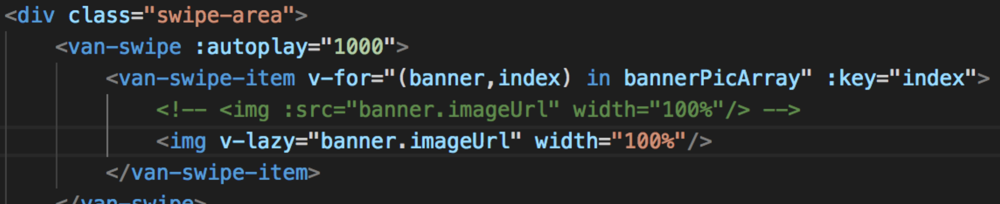 <div class="swipe-area">
<van-swipe :autoplay="1000">
<van-swipe-item v-for="(banner,index) in bannerPicArray" :key="index">
<!-- <img :src="banner.imageUrl" width="100%"/> -->
<img v-lazy="banner.imageUrl" width="100%"/>
</van-swipe-item>
</van-swipe>